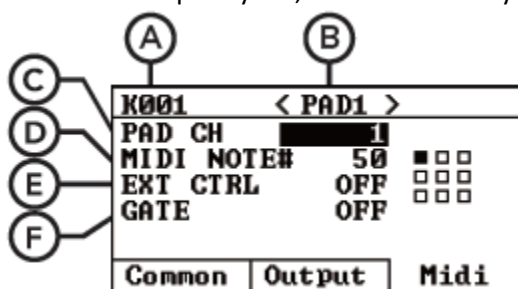 A B
C
D
E
F
K001 < PAD1 >
PAD CH 1
MIDI NOTE# 50
EXT CTRL OFF
GATE OFF
Common Output Midi